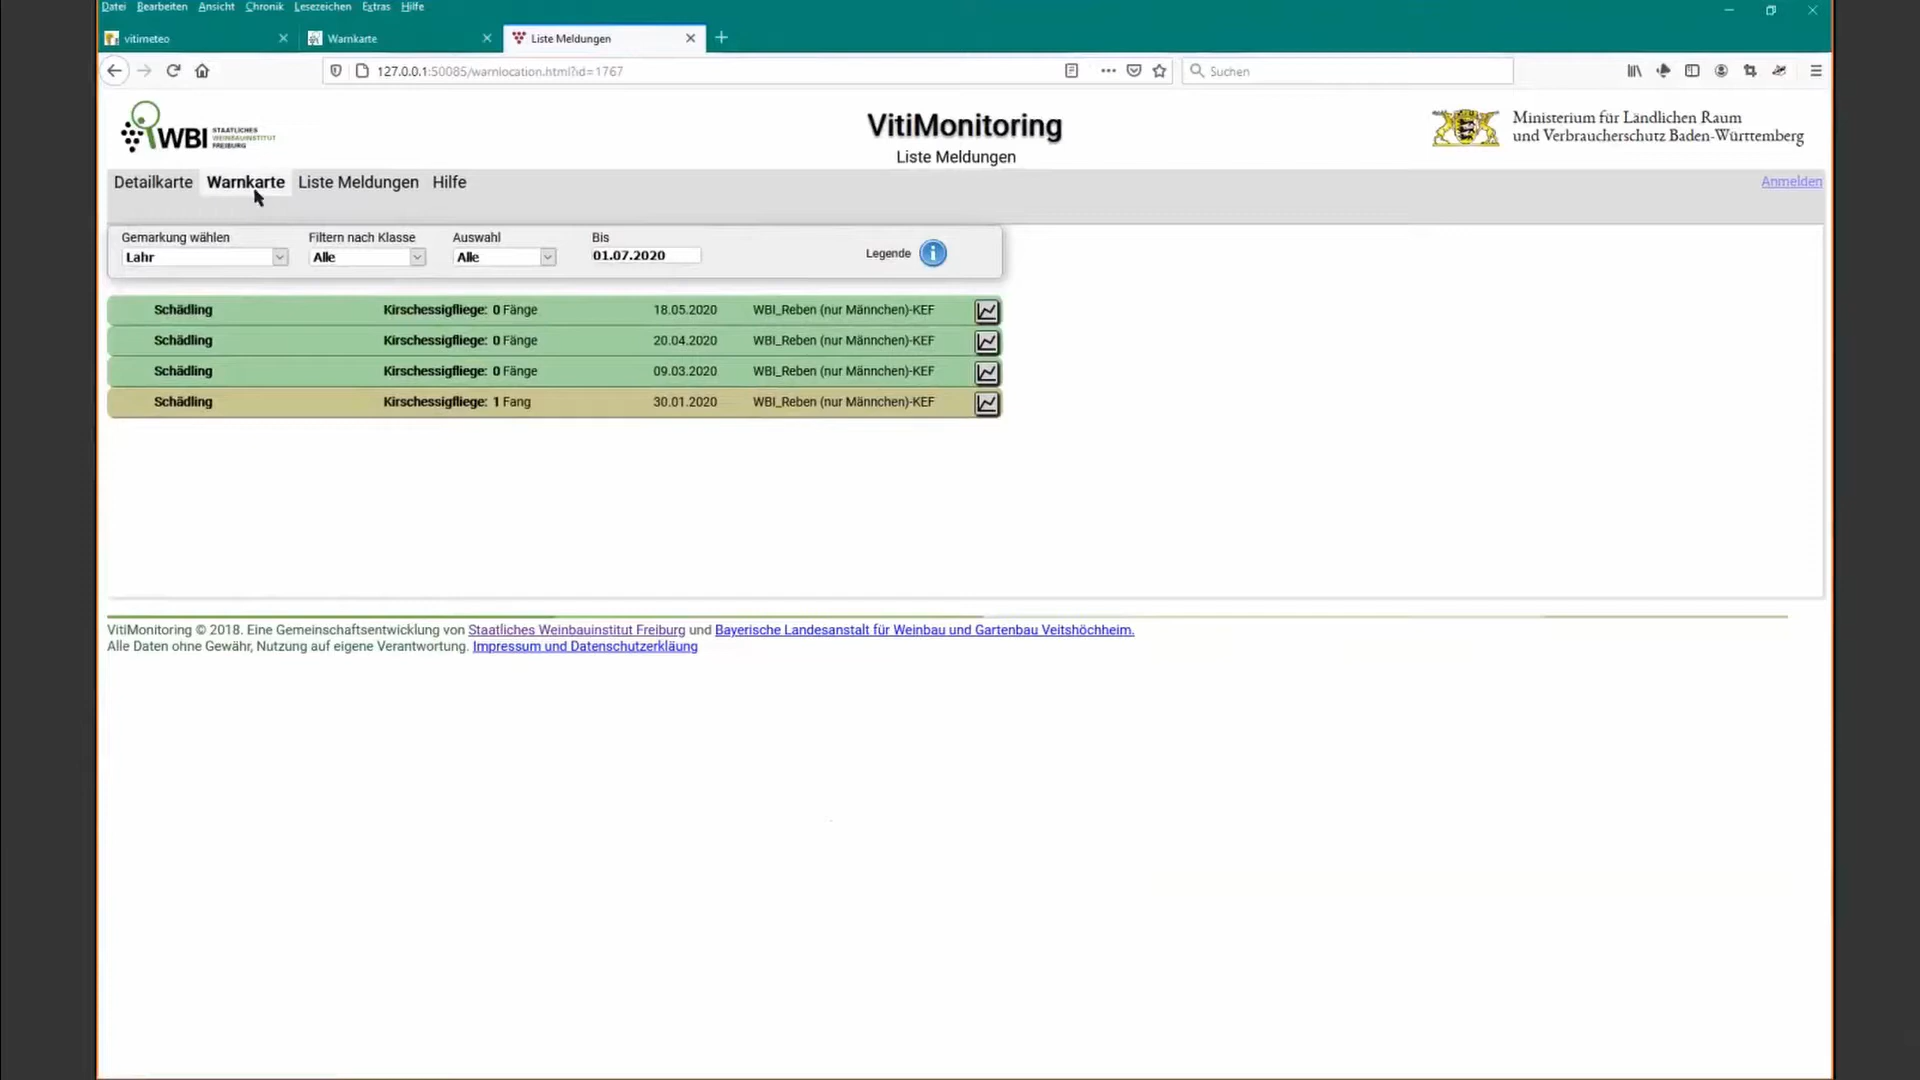 Datei Bearbeiten Ansicht Chronik Lesezeichen Extras Hilfe
vitimeteo Warnkarte Liste Meldungen
127.0.0.1:50085/warnlocation.html?id=1767 Suchen
WBI STAATLICHES
WEINBAUINSTITUT
FREIBURG
VitiMonitoring
Liste Meldungen
Ministerium für Ländlichen Raum
und Verbraucherschutz Baden-Württemberg
Detailkarte Warnkarte Liste Meldungen Hilfe Anmelden
Gemarkung wählen Filtern nach Klasse Auswahl Bis
Lahr Alle Alle 01.07.2020 Legende
Schädling Kirschessigfliege: 0 Fänge 18.05.2020 WBI_Reben (nur Männchen)-KEF
Schädling Kirschessigfliege: 0 Fänge 20.04.2020 WBI_Reben (nur Männchen)-KEF
Schädling Kirschessigfliege: 0 Fänge 09.03.2020 WBI_Reben (nur Männchen)-KEF
Schädling Kirschessigfliege: 1 Fang 30.01.2020 WBI_Reben (nur Männchen)-KEF
VitiMonitoring © 2018. Eine Gemeinschaftsentwicklung von Staatliches Weinbauinstitut Freiburg und Bayerische Landesanstalt für Weinbau und Gartenbau Veitshöchheim.
Alle Daten ohne Gewähr, Nutzung auf eigene Verantwortung. Impressum und Datenschutzerkläung